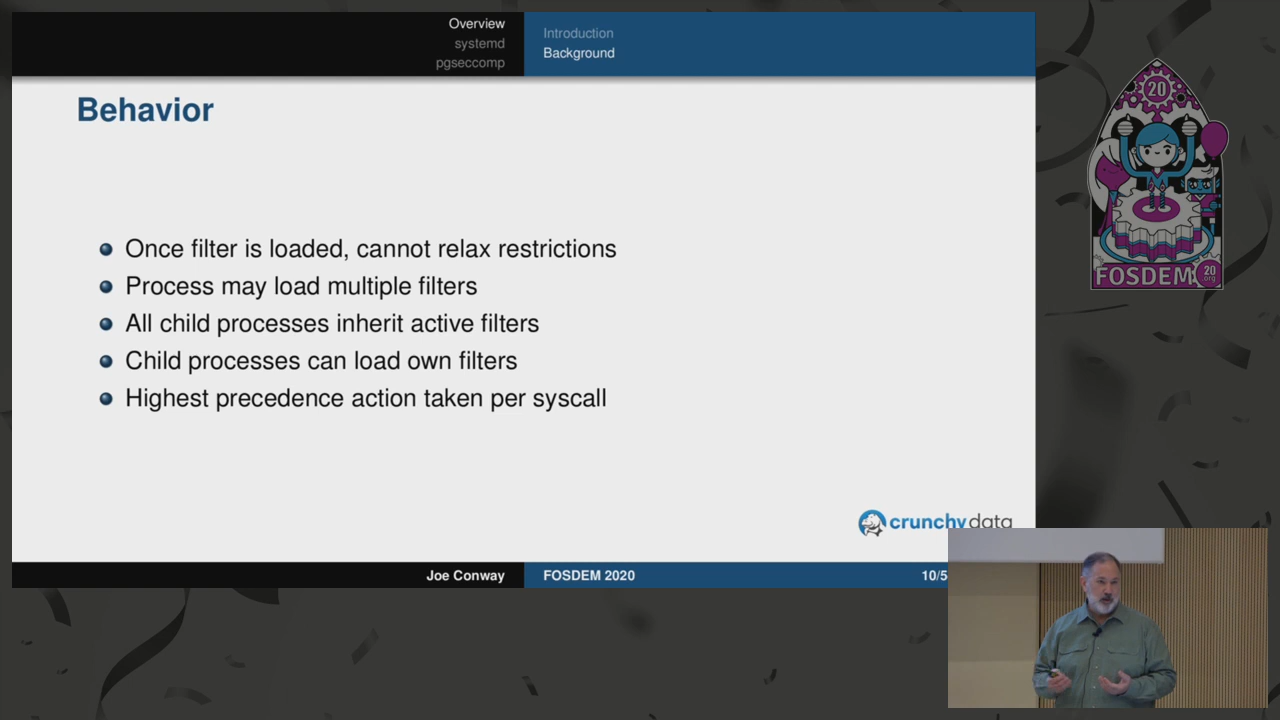 Overview
systemd
pgseccomp
Introduction
Background
Behavior
Once filter is loaded, cannot relax restrictions
Process may load multiple filters
All child processes inherit active filters
Child processes can load own filters
Highest precedence action taken per syscall
crunchy data
Joe Conway
FOSDEM 2020
10/5
20
FOSDEM
20
.org